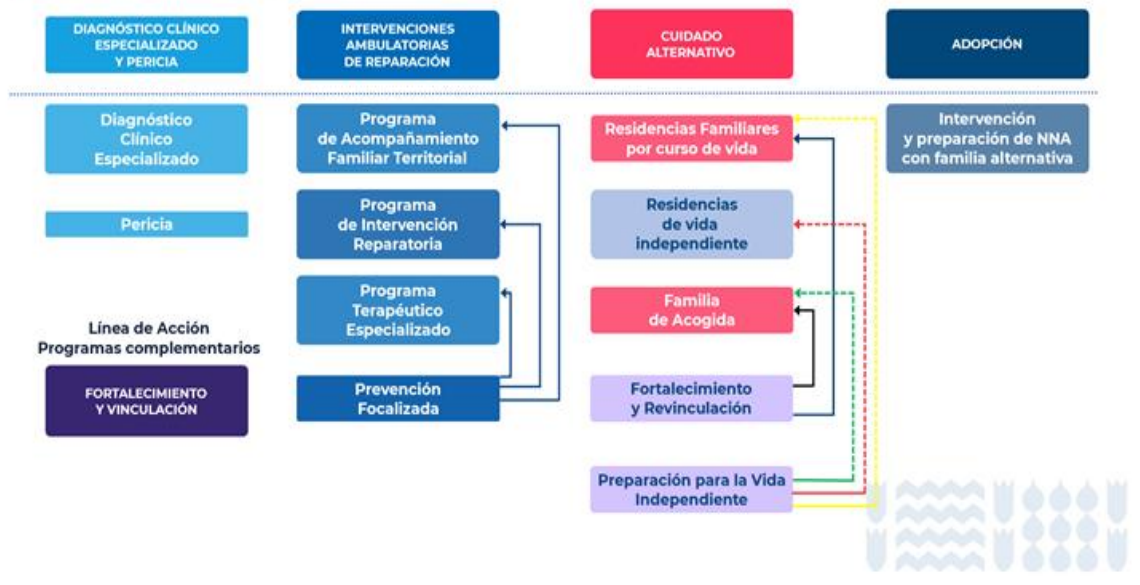 DIAGNÓSTICO CLÍNICO
ESPECIALIZADO
Y PERICIA
INTERVENCIONES
AMBULATORIAS
DE REPARACIÓN
CUIDADO
ALTERNATIVO
ADOPCIÓN
Diagnóstico
Clínico
Especializado
Pericia
Línea de Acción
Programas complementarios
FORTALECIMIENTO
Y VINCULACIÓN
Programa
de Acompañamiento
Familiar Territorial
Programa
de Intervención
Reparatoria
Programa
Terapéutico
Especializado
Prevención
Focalizada
Residencias Familiares
por curso de vida
Residencias
de vida
independiente
Familia
de Acogida
Fortalecimiento
y Revinculación
Preparación para la Vida
Independiente
Intervención
y preparación de NNA
con familia alternativa